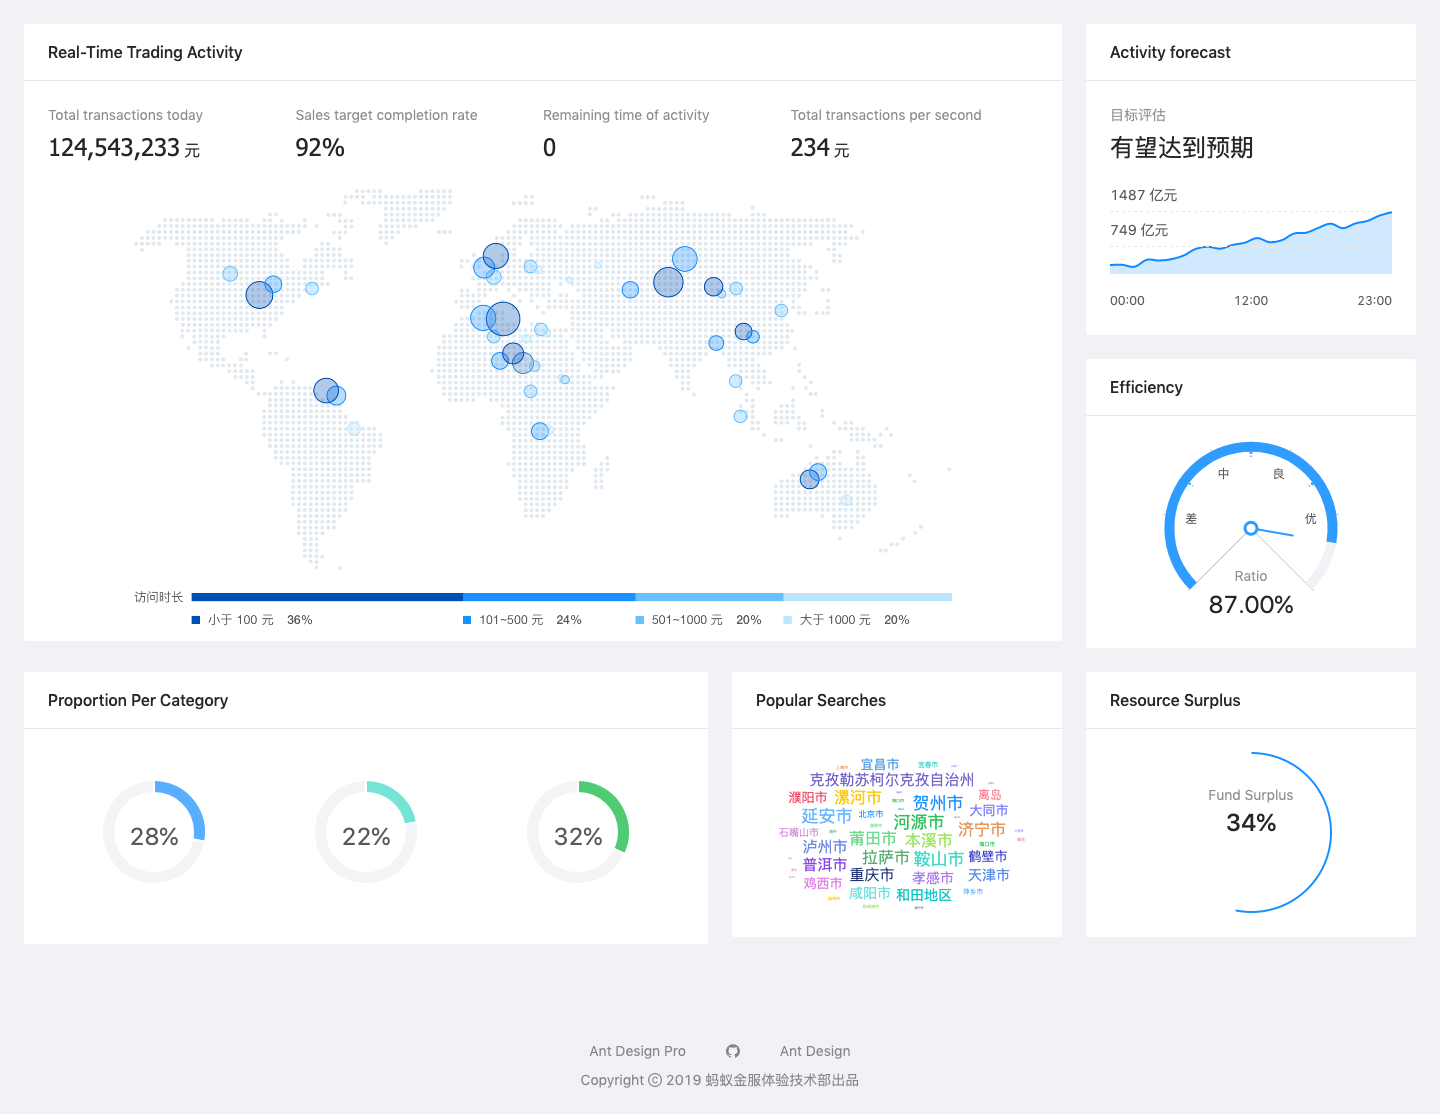 Real-Time Trading Activity
Total transactions today
124,543,233 元
Sales target completion rate
92%
Remaining time of activity
0
Total transactions per second
234 元
访问时长
小于 100 元 36%
101~500 元 24%
501~1000 元 20%
大于 1000 元 20%
Activity forecast
目标评估
有望达到预期
1487 亿元
749 亿元
00:00
12:00
23:00
Efficiency
差
中
良
优
Ratio
87.00%
Proportion Per Category
28%
22%
32%
Popular Searches
宜昌市
宜春市
克孜勒苏柯尔克孜自治州
濮阳市
漯河市
贺州市
离岛
延安市
北京市
大同市
河源市
石嘴山市
莆田市
本溪市
济宁市
泸州市
海口市
普洱市
拉萨市
鞍山市
鹤壁市
鸡西市
重庆市
孝感市
天津市
咸阳市
和田地区
萍乡市
Resource Surplus
Fund Surplus
34%
Ant Design Pro
Ant Design
Copyright © 2019 蚂蚁金服体验技术部出品